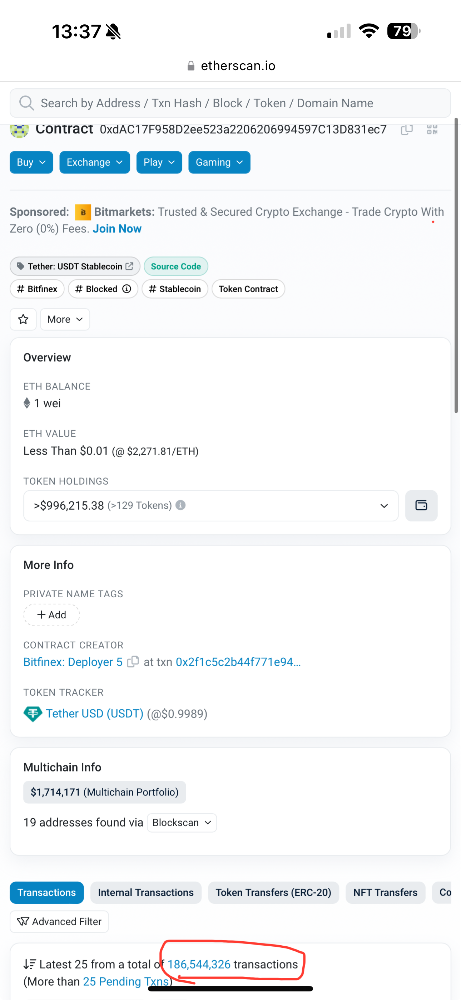 13:37
79
etherscan.io
Search by Address / Txn Hash / Block / Token / Domain Name
Contract 0xdAC17F958D2ee523a2206206994597C13D831ec7
Buy Exchange Play Gaming
Sponsored: Bitmarkets: Trusted & Secured Crypto Exchange - Trade Crypto With
Zero (0%) Fees. Join Now
Tether: USDT Stablecoin Source Code
# Bitfinex # Blocked # Stablecoin Token Contract
More
Overview
ETH BALANCE
1 wei
ETH VALUE
Less Than $0.01 (@ $2,271.81/ETH)
TOKEN HOLDINGS
>$996,215.38 (>129 Tokens)
More Info
PRIVATE NAME TAGS
+ Add
CONTRACT CREATOR
Bitfinex: Deployer 5 at txn 0x2f1c5c2b44f771e94...
TOKEN TRACKER
Tether USD (USDT) (@$0.9989)
Multichain Info
$1,714,171 (Multichain Portfolio)
19 addresses found via Blockscan
Transactions Internal Transactions Token Transfers (ERC-20) NFT Transfers Co
Advanced Filter
Latest 25 from a total of 186,544,326 transactions
(More than 25 Pending Txns)